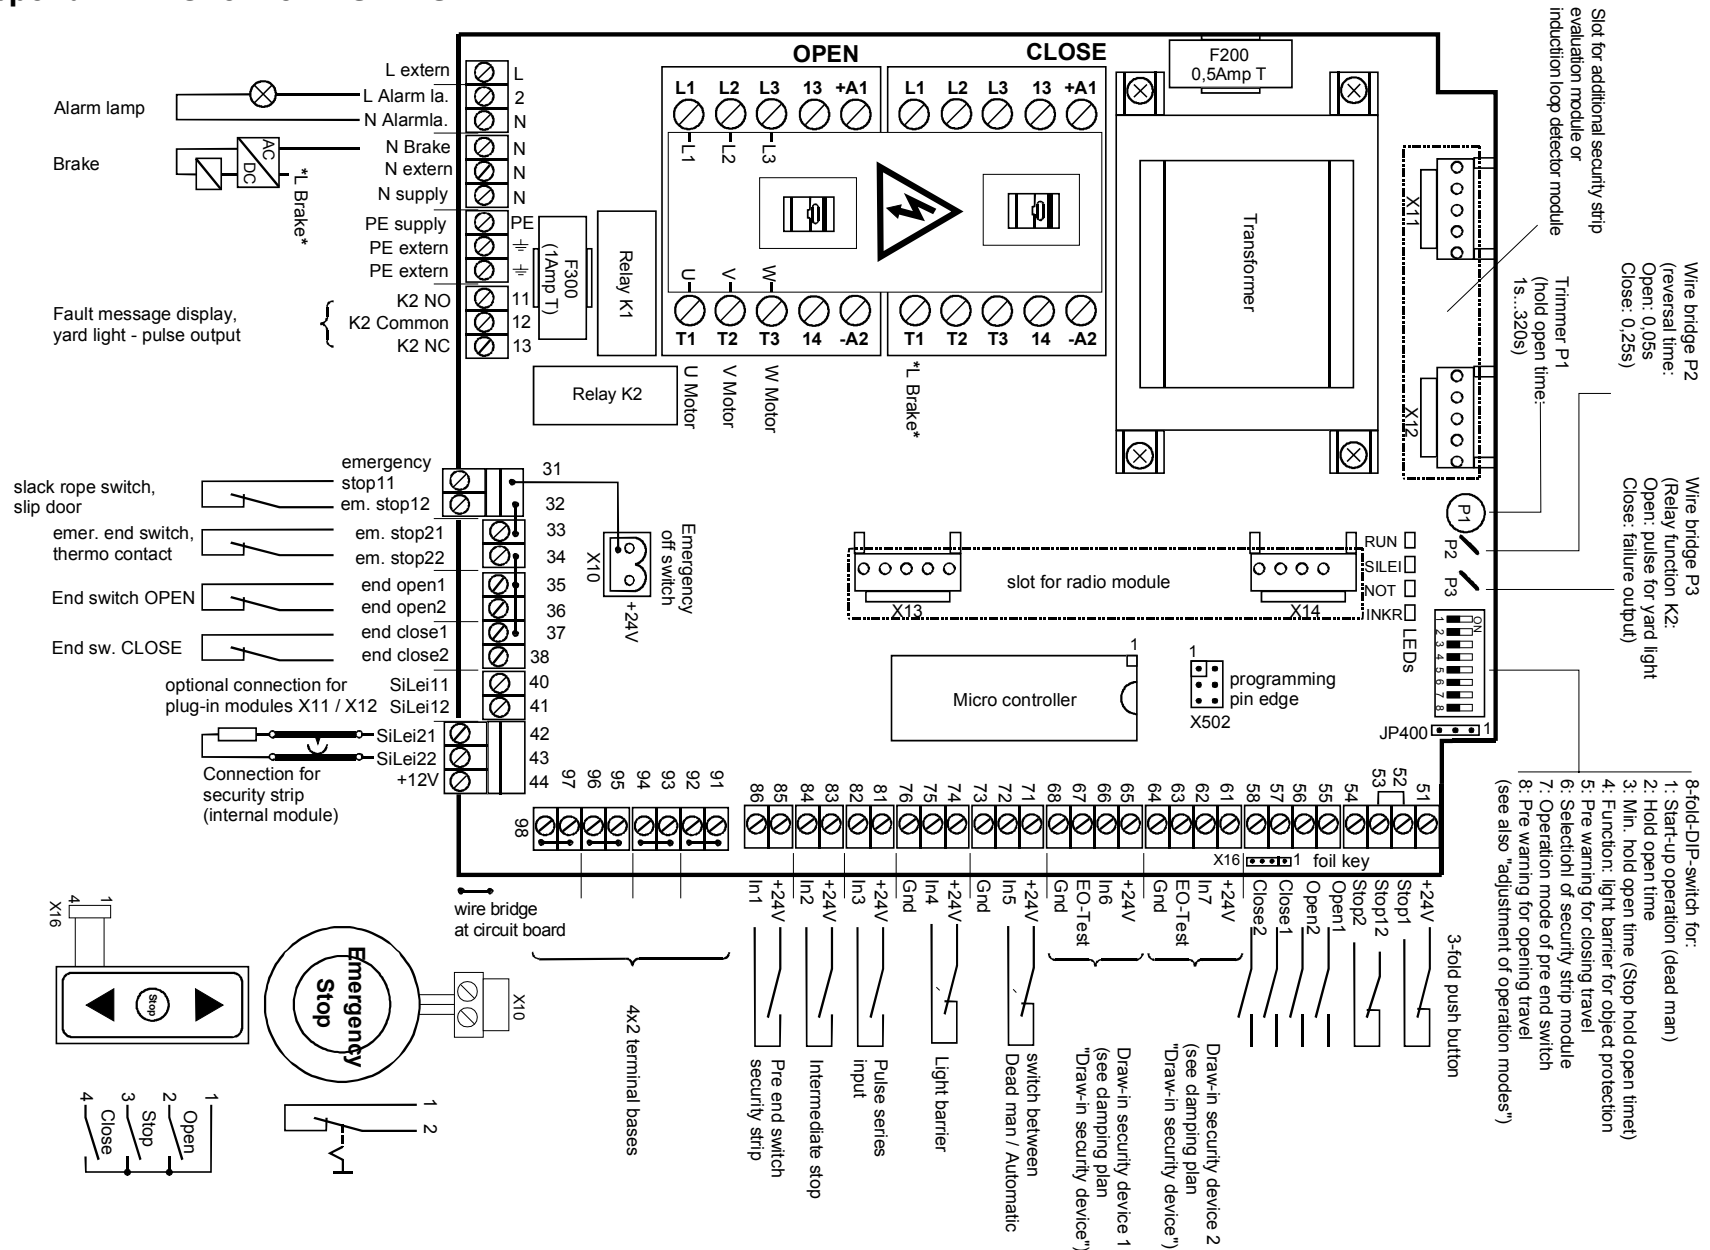 OPEN
CLOSE
F200
0,5Amp T
L1 L2 L3 13 +A1
L1 L2 L3 13 +A1
L1 L2 L3
U V W
T1 T2 T3 14 -A2
T1 T2 T3 14 -A2
U Motor
V Motor
W Motor
*L Brake*
Transformer
L extern L
L Alarm la. 2
N Alarmla. N
N Brake N
N extern N
N supply N
PE supply PE
PE extern
PE extern
K2 NO 11
K2 Common 12
K2 NC 13
Alarm lamp
Brake
AC
DC
*L Brake*
Fault message display,
yard light - pulse output
F300
(1Amp T)
Relay K1
Relay K2
emergency
stop11 31
em. stop12 32
em. stop21 33
em. stop22 34
end open1 35
end open2 36
end close1 37
end close2 38
SiLei11 40
SiLei12 41
SiLei21 42
SiLei22 43
+12V 44
slack rope switch,
slip door
emer. end switch,
thermo contact
End switch OPEN
End sw. CLOSE
optional connection for
plug-in modules X11 / X12
Connection for
security strip
(internal module)
X10
+24V
Emergency
off switch
X13
slot for radio module
X14
RUN
SILEI
NOT
INKR
LEDs
Micro controller
1
1
programming
pin edge
X502
X11
X12
P1
P2
P3
ON
1 2 3 4 5 6 7 8
JP400 1
Slot for additional security strip
evaluation module or
induction loop detector module
Trimmer P1
(hold open time:
1s...320s)
Wire bridge P2
(reversal time:
Open: 0,05s
Close: 0,25s)
Wire bridge P3
(Relay function K2:
Open: pulse for yard light
Close: failure output)
8-fold-DIP-switch for:
1: Start-up operation (dead man)
2: Hold open time
3: Min. hold open time (Stop hold open timet)
4: Function: light barrier for object protection
5: Pre warning for closing travel
6: Selectiohl of security strip module
7: Operation mode of pre end switch
8: Pre warning for opening travel
(see also "adjustment of operation modes")
98 97 96 95 94 93 92 91
86 85 84 83 82 81 76 75 74 73 72 71 68 67 66 65 64 63 62 61 58 57 56 55 54 53 52 51
X16 1 foil key
In1
+24V
In2
+24V
In3
+24V
Gnd
In4
+24V
Gnd
In5
+24V
Gnd
EO-Test
In6
+24V
Gnd
EO-Test
In7
+24V
Close2
Close1
Open2
Open1
Stop2
Stop12
Stop1
+24V
wire bridge
at circuit board
4x2 terminal bases
Pre end switch
security strip
Intermediate stop
Pulse series
input
Light barrier
switch between
Dead man / Automatic
Draw-in security device 1
(see clamping plan
"Draw-in security device")
Draw-in security device 2
(see clamping plan
"Draw-in security device")
3-fold push button
X16
4 1
Stop
Emergency
Stop
X10
4 3 2 1
Close
Stop
Open
1
2